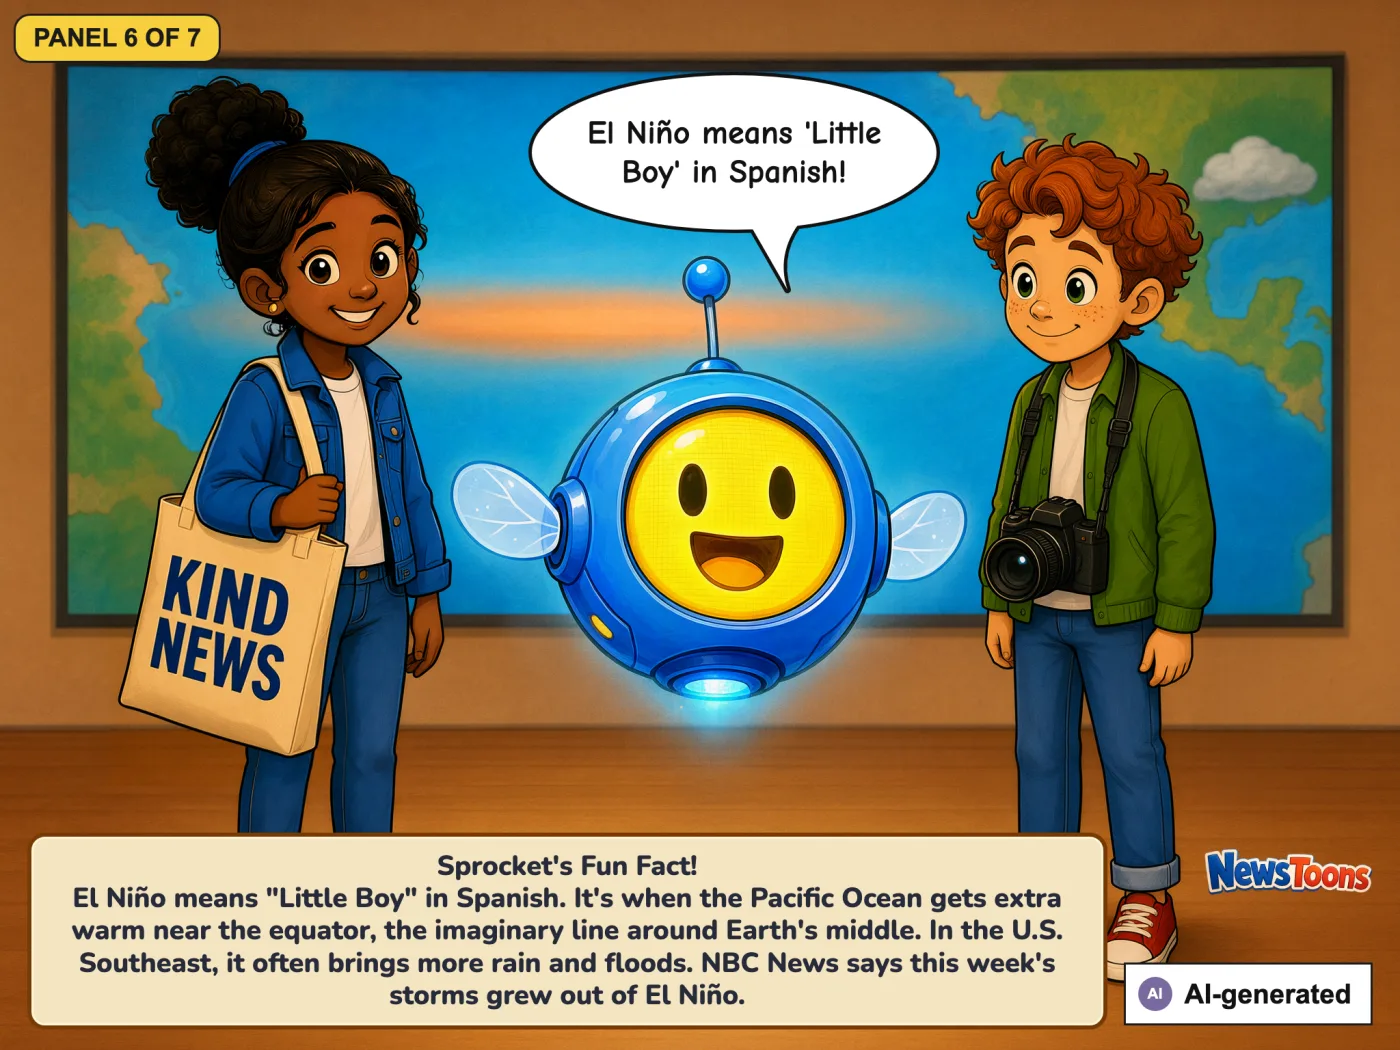 PANEL 6 OF 7
El Niño means 'Little
Boy' in Spanish!
KIND
NEWS
Sprocket's Fun Fact!
El Niño means "Little Boy" in Spanish. It's when the Pacific Ocean gets extra
warm near the equator, the imaginary line around Earth's middle. In the U.S.
Southeast, it often brings more rain and floods. NBC News says this week's
storms grew out of El Niño.
NewsToons
AI AI-generated